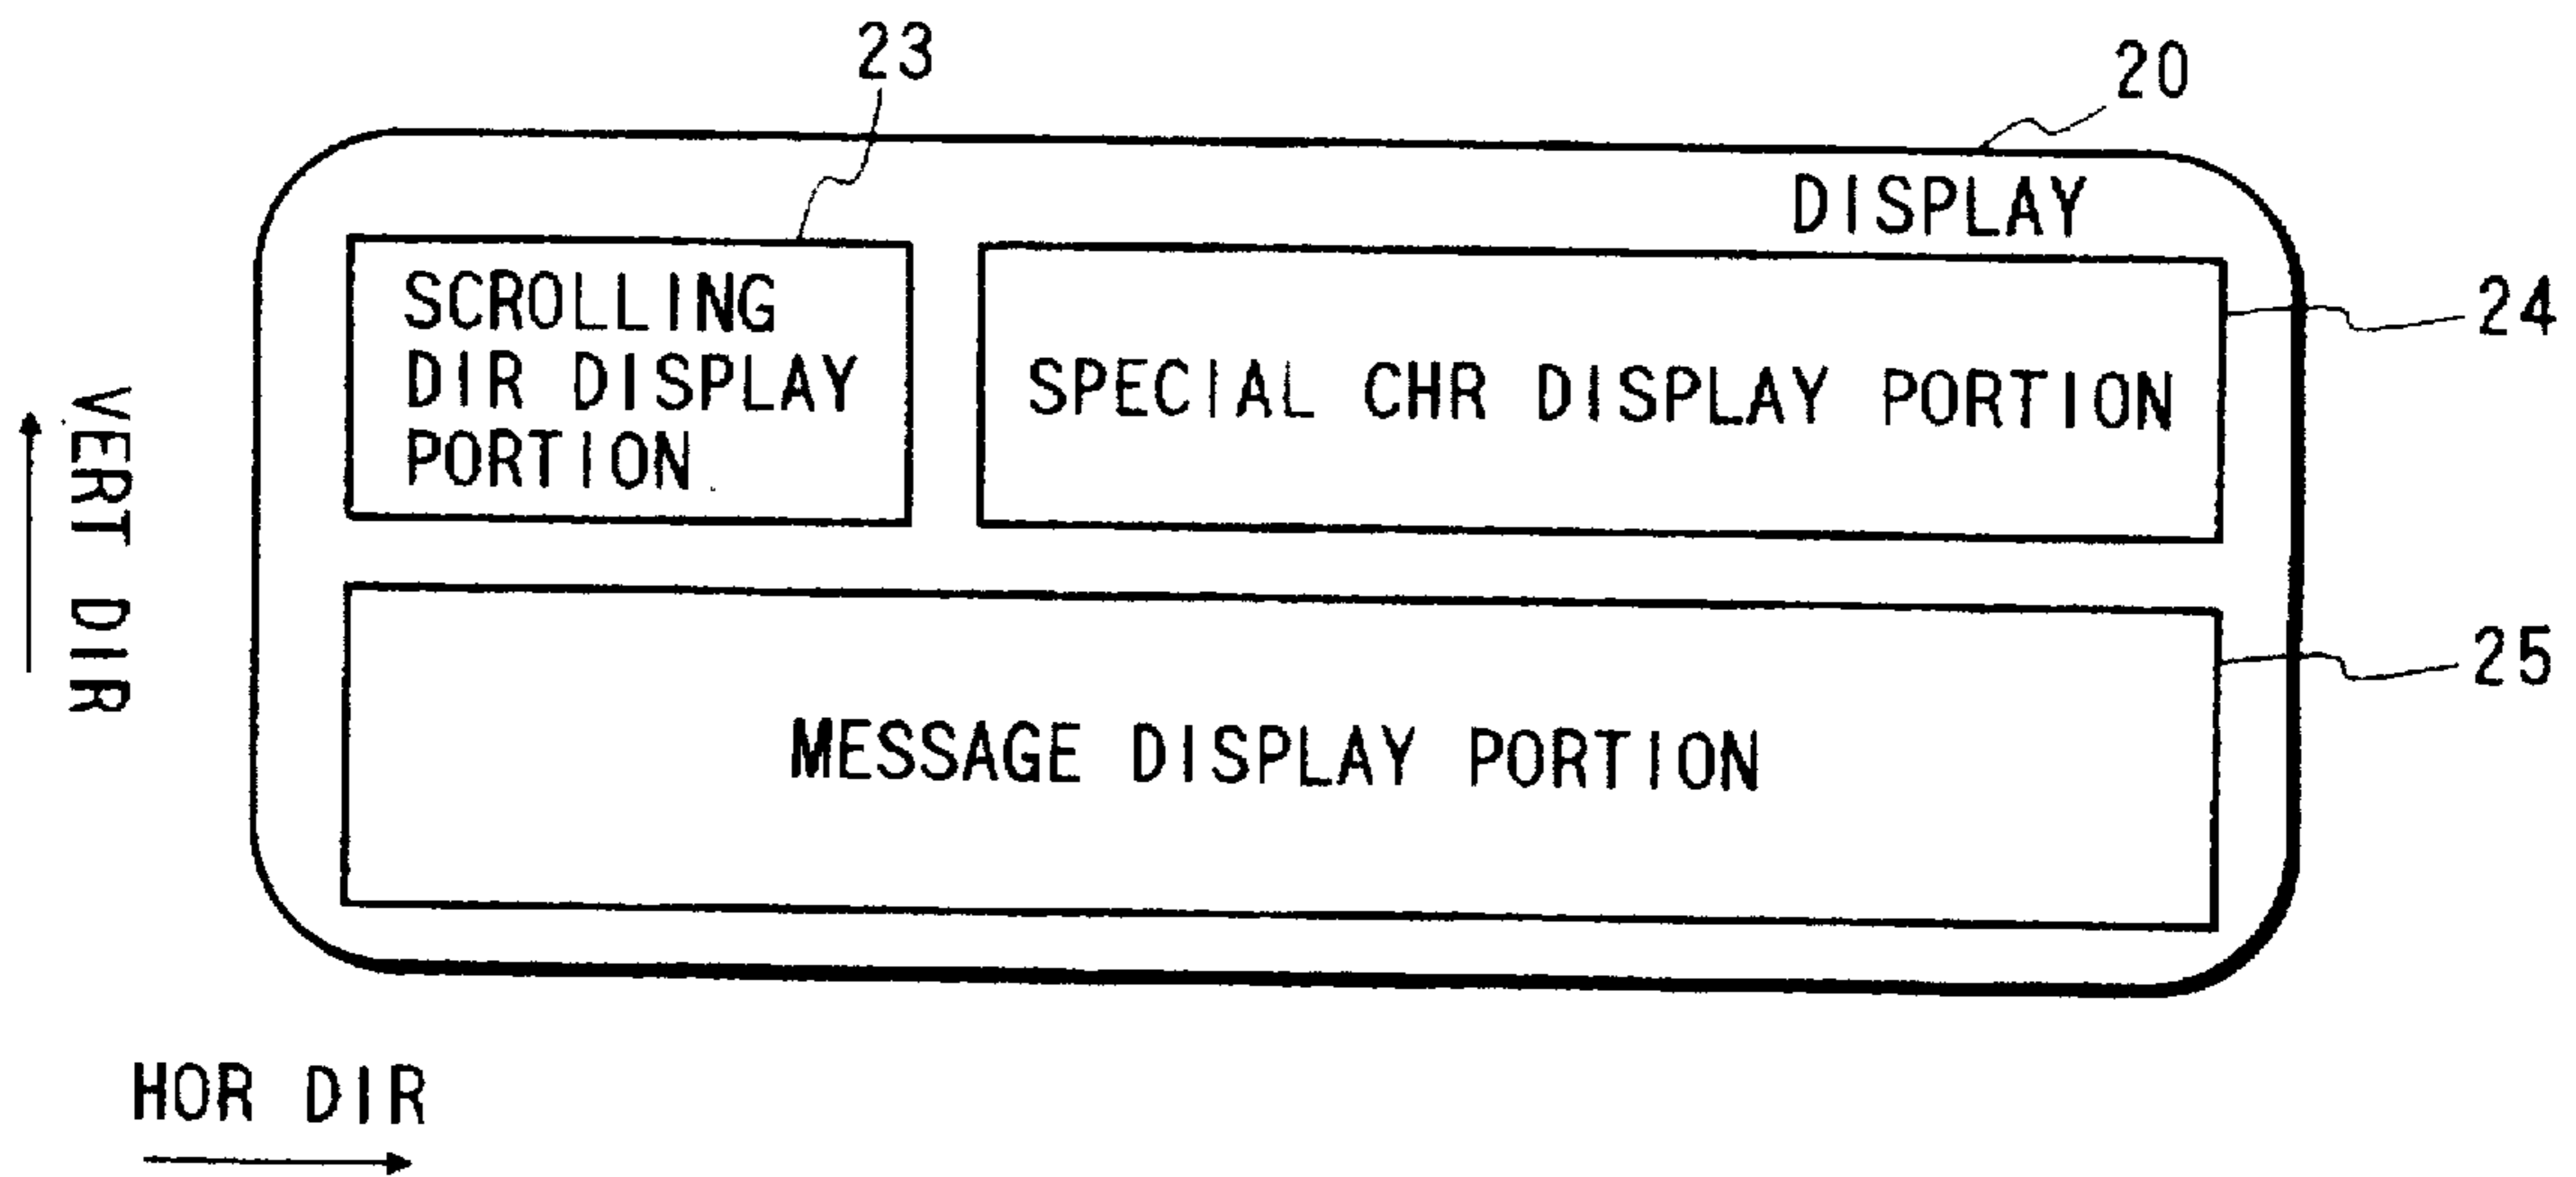 23
20
DISPLAY
SCROLLING
DIR DISPLAY
PORTION
SPECIAL CHR DISPLAY PORTION
24
VERT DIR
MESSAGE DISPLAY PORTION
25
HOR DIR